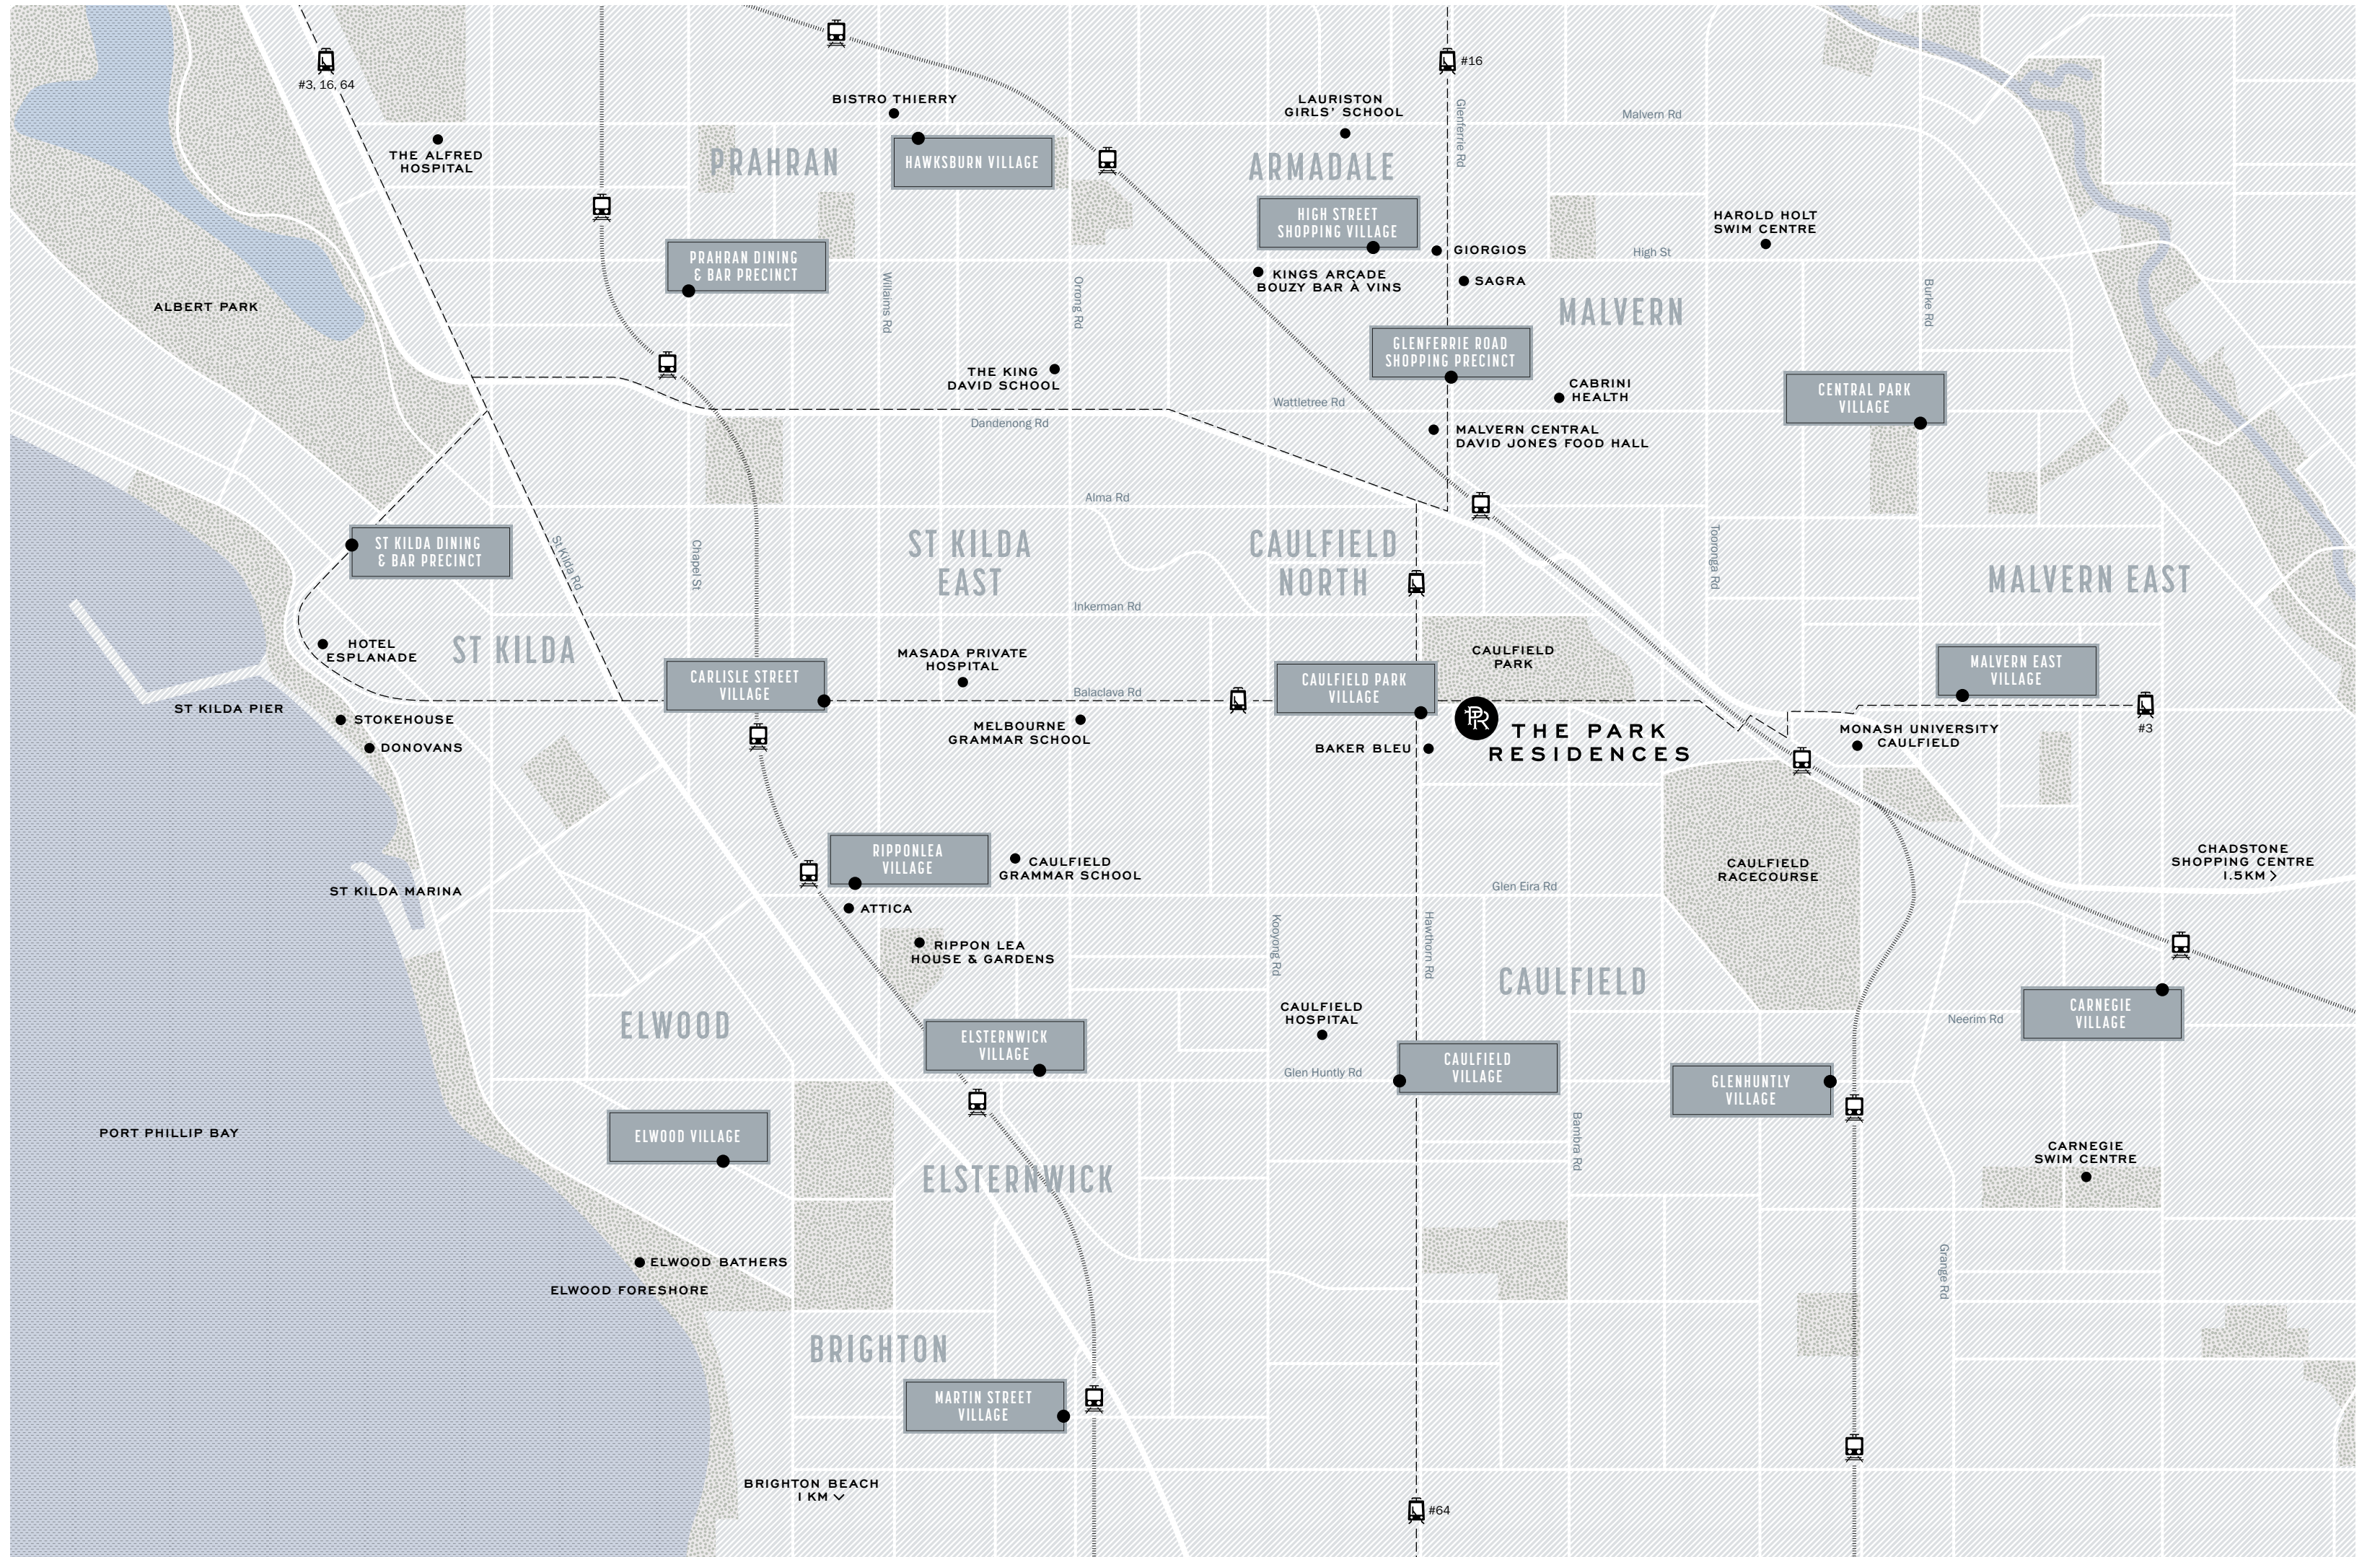 #3, 16, 64
#16
BISTRO THIERRY
LAURISTON
GIRLS' SCHOOL
Glenferrie Rd
Malvern Rd
THE ALFRED
HOSPITAL
PRAHRAN
HAWKSBURN VILLAGE
ARMADALE
HIGH STREET
SHOPPING VILLAGE
HAROLD HOLT
SWIM CENTRE
PRAHRAN DINING
& BAR PRECINCT
GIORGIOS
High St
KINGS ARCADE
BOUZY BAR À VINS
SAGRA
ALBERT PARK
Willaims Rd
Orrong Rd
MALVERN
Burke Rd
GLENFERRIE ROAD
SHOPPING PRECINCT
THE KING
DAVID SCHOOL
CABRINI
HEALTH
CENTRAL PARK
VILLAGE
Wattletree Rd
Dandenong Rd
MALVERN CENTRAL
DAVID JONES FOOD HALL
Alma Rd
ST KILDA DINING
& BAR PRECINCT
St Kilda Rd
Chapel St
ST KILDA
EAST
CAULFIELD
NORTH
Tooronga Rd
MALVERN EAST
Inkerman Rd
HOTEL
ESPLANADE
ST KILDA
MASADA PRIVATE
HOSPITAL
CAULFIELD
PARK
CARLISLE STREET
VILLAGE
Balaclava Rd
CAULFIELD PARK
VILLAGE
MALVERN EAST
VILLAGE
ST KILDA PIER
STOKEHOUSE
DONOVANS
MELBOURNE
GRAMMAR SCHOOL
BAKER BLEU
PR
THE PARK
RESIDENCES
MONASH UNIVERSITY
CAULFIELD
#3
RIPPONLEA
VILLAGE
CAULFIELD
GRAMMAR SCHOOL
CAULFIELD
RACECOURSE
CHADSTONE
SHOPPING CENTRE
1.5KM >
ST KILDA MARINA
Glen Eira Rd
ATTICA
RIPPON LEA
HOUSE & GARDENS
Kooyong Rd
Hawthorn Rd
CAULFIELD
CAULFIELD
HOSPITAL
ELWOOD
ELSTERNWICK
VILLAGE
Neerim Rd
CARNEGIE
VILLAGE
Glen Huntly Rd
CAULFIELD
VILLAGE
GLENHUNTLY
VILLAGE
PORT PHILLIP BAY
ELWOOD VILLAGE
Bambra Rd
CARNEGIE
SWIM CENTRE
ELSTERNWICK
ELWOOD BATHERS
ELWOOD FORESHORE
Grange Rd
BRIGHTON
MARTIN STREET
VILLAGE
BRIGHTON BEACH
1 KM
#64